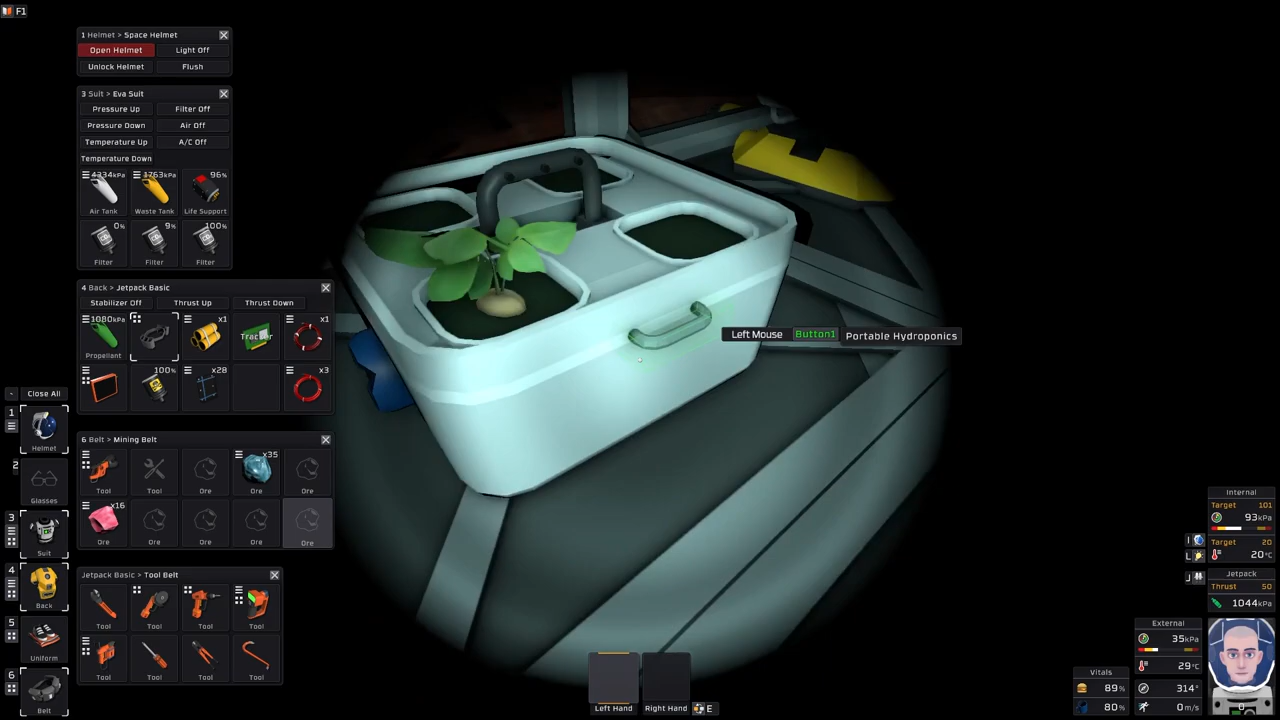 F1
1 Helmet > Space Helmet
Open Helmet
Light Off
Unlock Helmet
Flush
3 Suit > Eva Suit
Pressure Up
Filter Off
Pressure Down
Air Off
Temperature Up
A/C Off
Temperature Down
4334kPa
1763kPa
96%
Air Tank
Waste Tank
Life Support
0%
9%
100%
Filter
Filter
Filter
4 Back > Jetpack Basic
Stabilizer Off
Thrust Up
Thrust Down
1080kPa
x1
Tracker
x1
Propellant
100%
x28
x3
- Close All
1
Helmet
2
Glasses
3
Suit
4
Back
5
Uniform
6
Belt
6 Belt > Mining Belt
x35
Tool
Tool
Ore
Ore
Ore
x16
Ore
Ore
Ore
Ore
Ore
Jetpack Basic > Tool Belt
Tool
Tool
Tool
Tool
Tool
Tool
Tool
Tool
Left Mouse
Button1
Portable Hydroponics
Left Hand
Right Hand
E
Internal
Target 101
93kPa
Target 20
20°C
Jetpack
Thrust 50
1044kPa
External
35kPa
29°C
314°
0m/s
Vitals
89%
80%
I
L
J
0